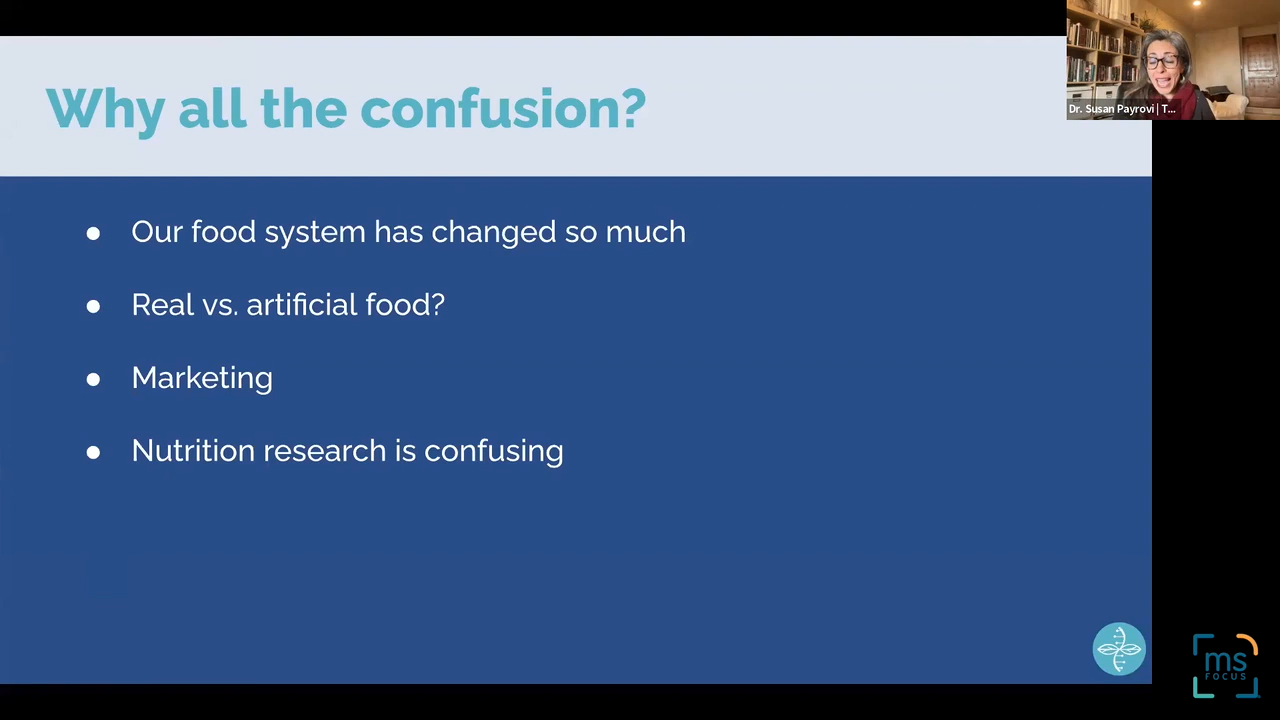 Why all the confusion?
Dr. Susan Payrovi | T...
● Our food system has changed so much
● Real vs. artificial food?
● Marketing
● Nutrition research is confusing
ms
FOCUS